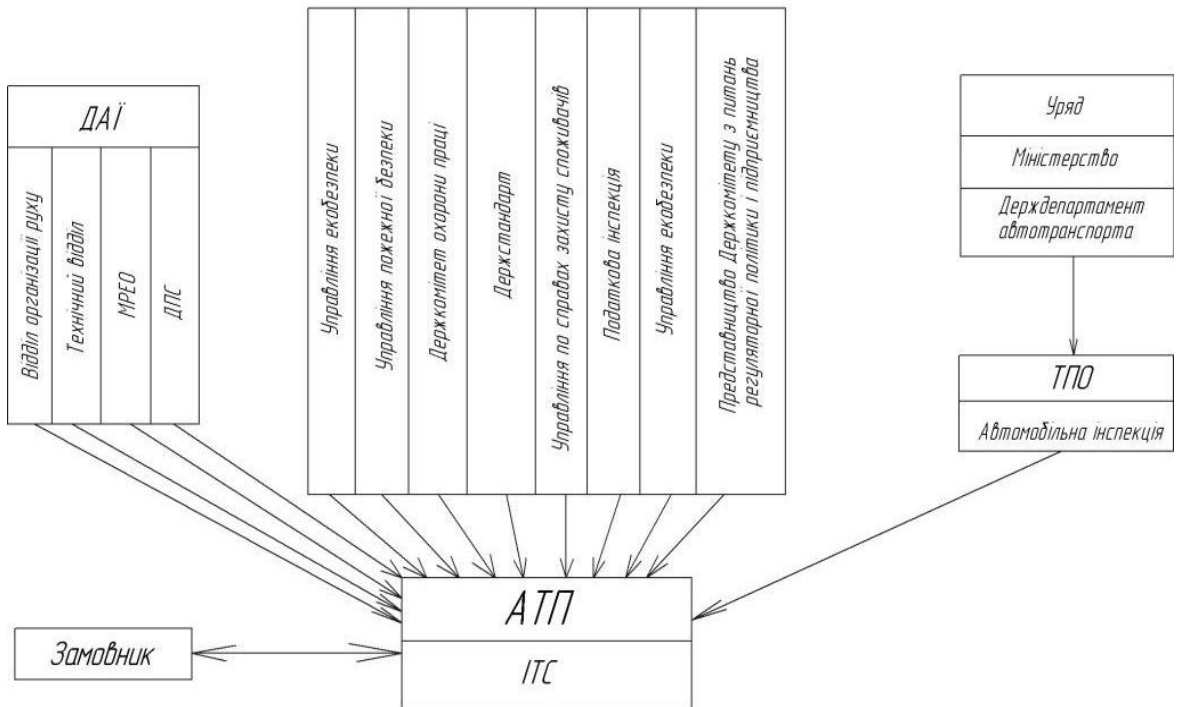 ДАЇ
Відділ організації руху
Технічний відділ
МРЕО
ДПС
Управління екобезпеки
Управління пожежної безпеки
Держкомітет охорони праці
Держстандарт
Управління по справах захисту споживачів
Податкова інспекція
Управління екобезпеки
Представництво Держкомітету з питань
регуляторної політики і підприємництва
Уряд
Міністерство
Держдепартамент
автотранспорта
ТПО
Автомобільна інспекція
АТП
ІТС
Замовник